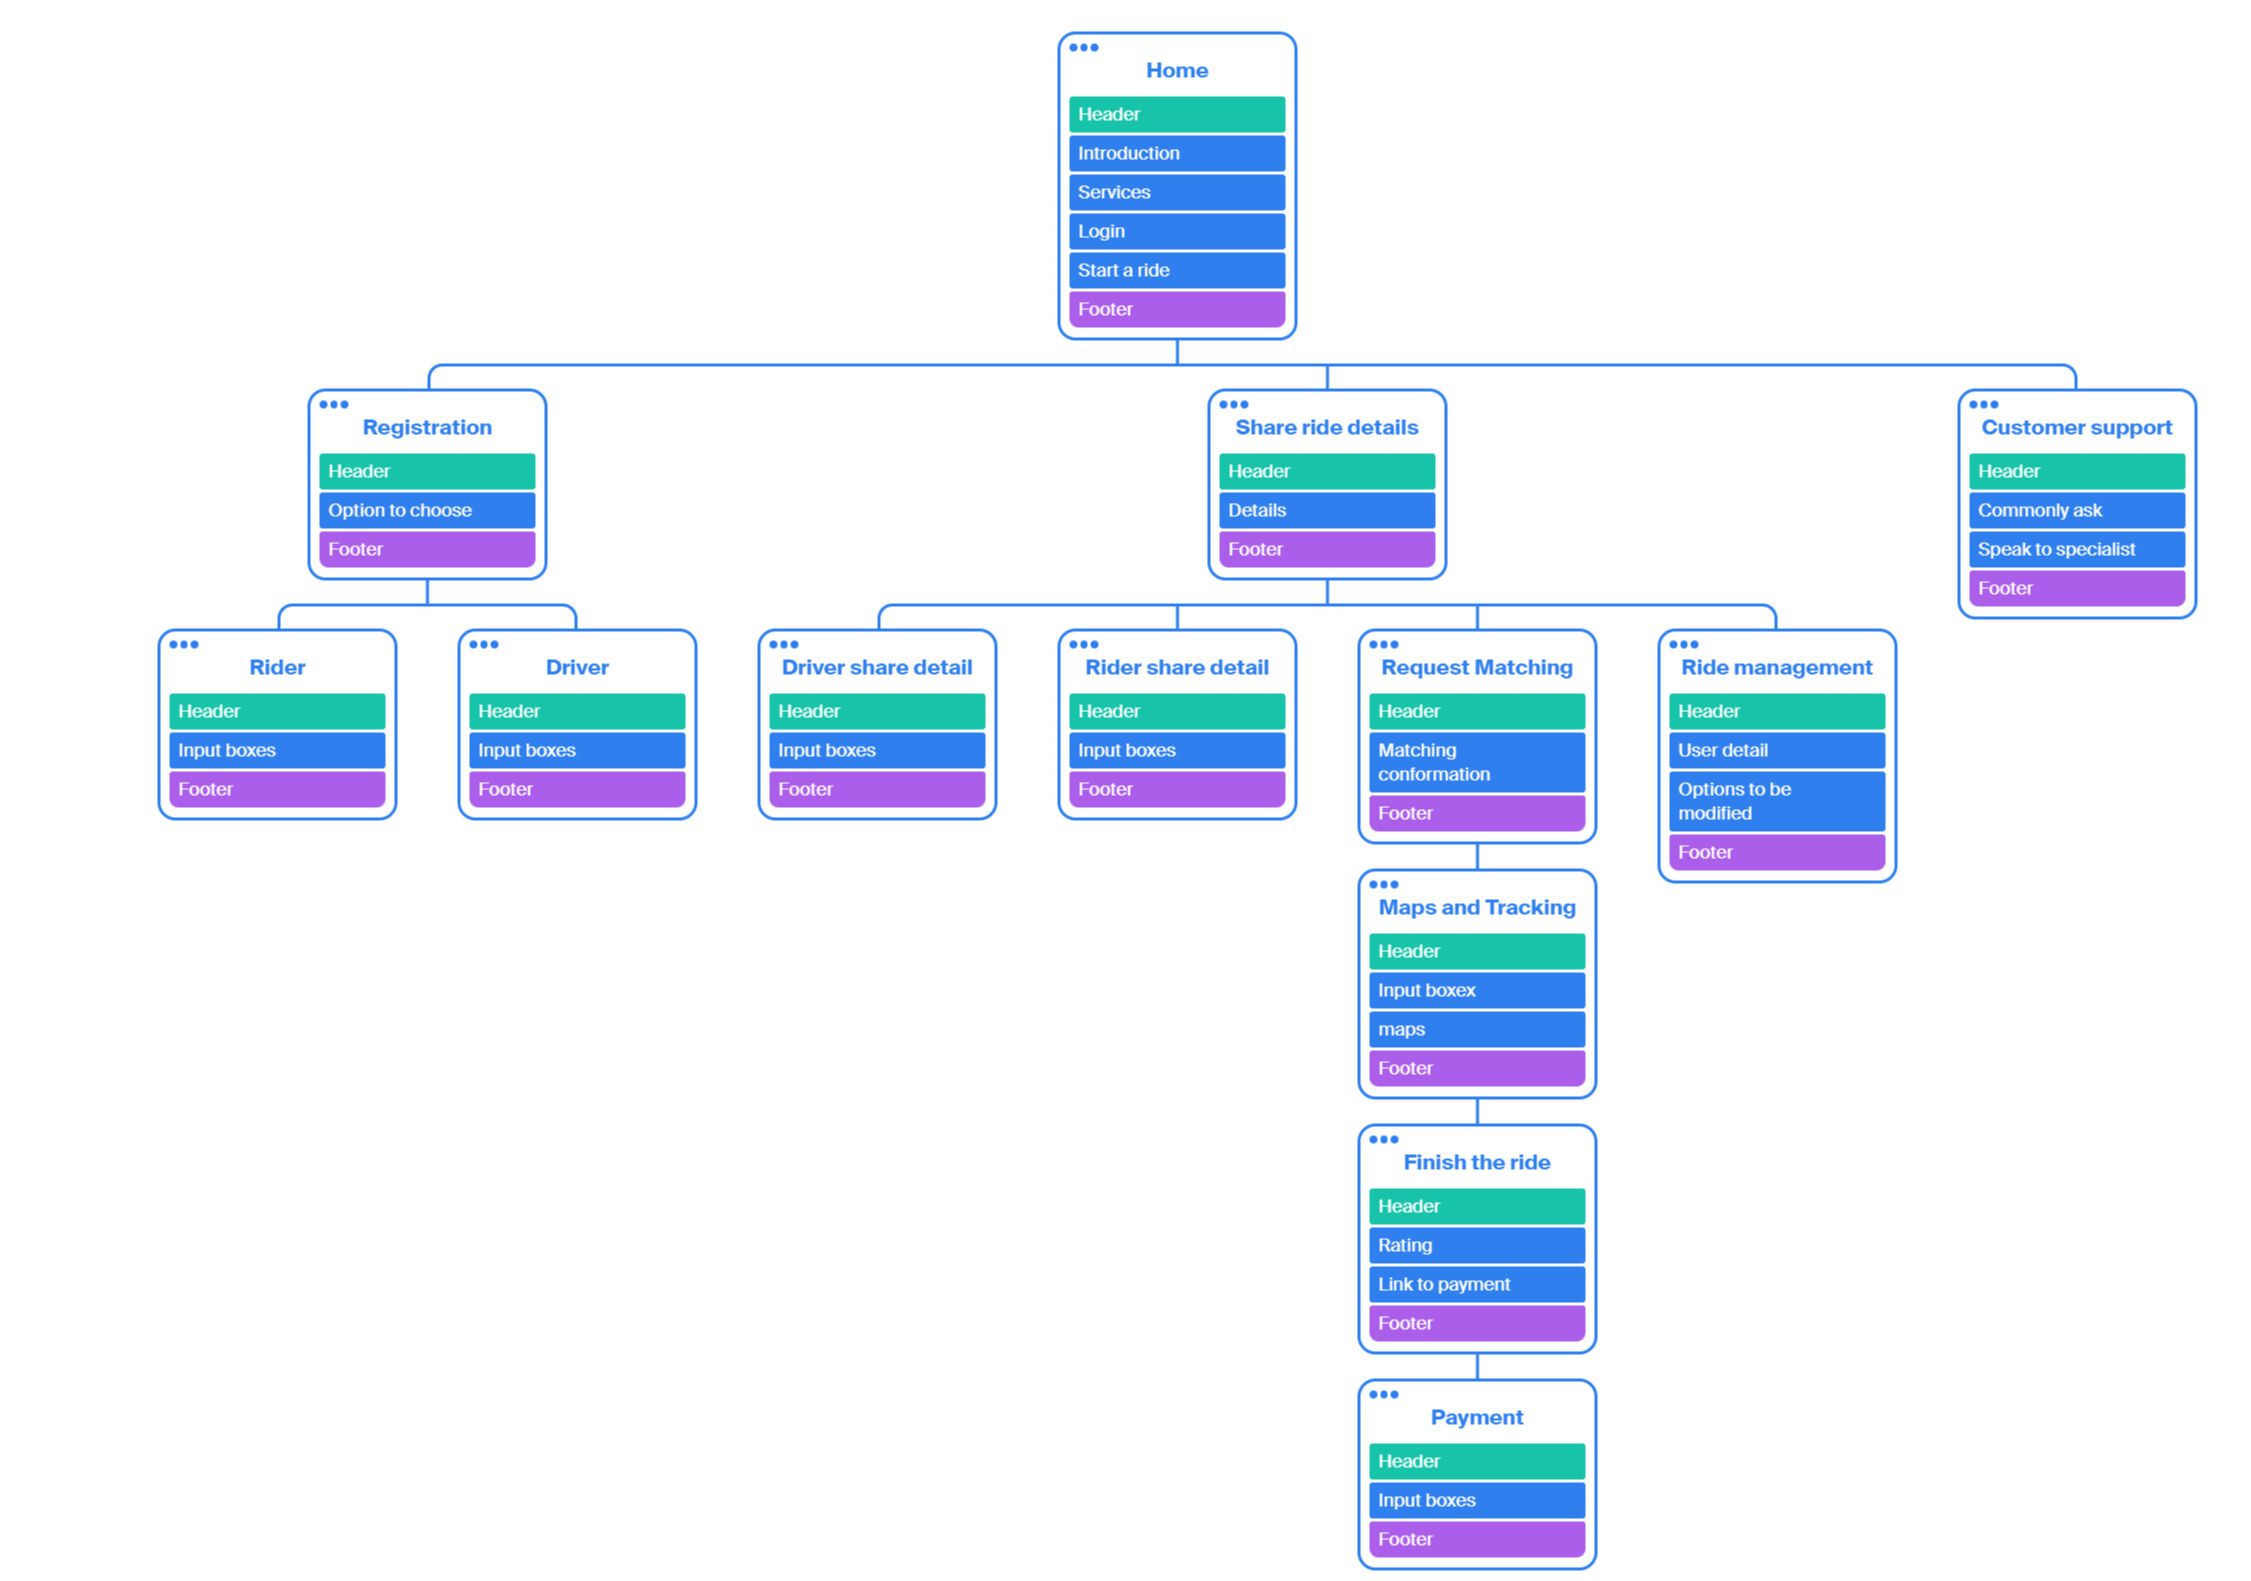 Home
Header
Introduction
Services
Login
Start a ride
Footer
Registration
Header
Option to choose
Footer
Share ride details
Header
Details
Footer
Customer support
Header
Commonly ask
Speak to specialist
Footer
Rider
Header
Input boxes
Footer
Driver
Header
Input boxes
Footer
Driver share detail
Header
Input boxes
Footer
Rider share detail
Header
Input boxes
Footer
Request Matching
Header
Matching
conformation
Footer
Ride management
Header
User detail
Options to be
modified
Footer
Maps and Tracking
Header
Input boxex
maps
Footer
Finish the ride
Header
Rating
Link to payment
Footer
Payment
Header
Input boxes
Footer